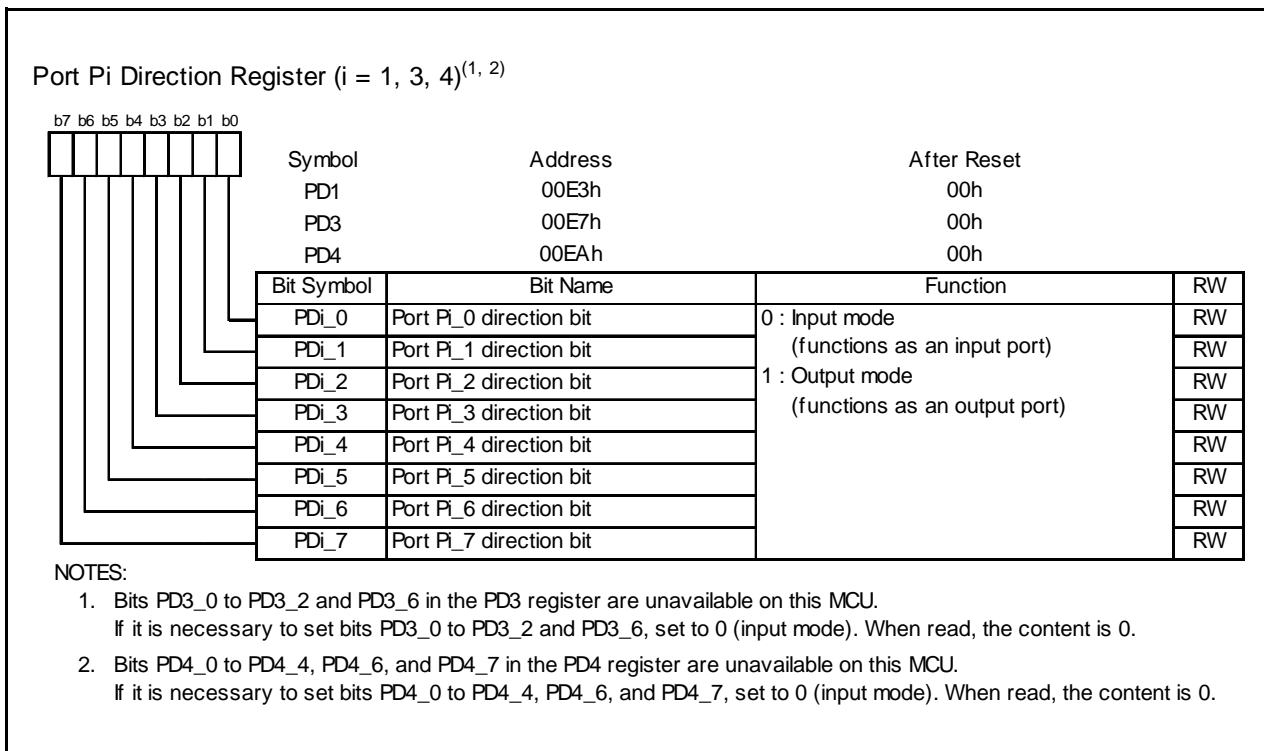 Port Pi Direction Register (i = 1, 3, 4)(1, 2)
b7 b6 b5 b4 b3 b2 b1 b0
Symbol Address After Reset
PD1 00E3h 00h
PD3 00E7h 00h
PD4 00EAh 00h
Bit Symbol Bit Name Function RW
PDi_0 Port Pi_0 direction bit 0 : Input mode RW
PDi_1 Port Pi_1 direction bit (functions as an input port) RW
PDi_2 Port Pi_2 direction bit 1 : Output mode RW
PDi_3 Port Pi_3 direction bit (functions as an output port) RW
PDi_4 Port Pi_4 direction bit RW
PDi_5 Port Pi_5 direction bit RW
PDi_6 Port Pi_6 direction bit RW
PDi_7 Port Pi_7 direction bit RW
NOTES:
1. Bits PD3_0 to PD3_2 and PD3_6 in the PD3 register are unavailable on this MCU.
If it is necessary to set bits PD3_0 to PD3_2 and PD3_6, set to 0 (input mode). When read, the content is 0.
2. Bits PD4_0 to PD4_4, PD4_6, and PD4_7 in the PD4 register are unavailable on this MCU.
If it is necessary to set bits PD4_0 to PD4_4, PD4_6, and PD4_7, set to 0 (input mode). When read, the content is 0.